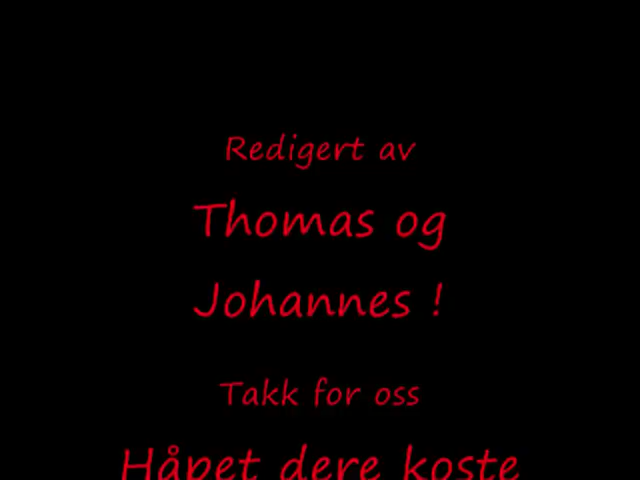 Redigert av
Thomas og
Johannes !
Takk for oss
Håpet dere koste